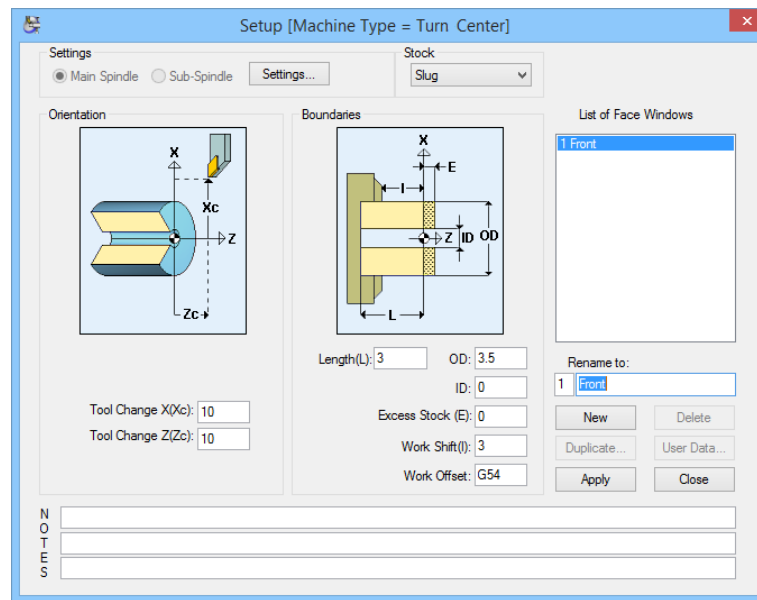 Setup [Machine Type = Turn Center]
Settings
Main Spindle Sub-Spindle Settings...
Stock
Slug
Orientation
X
Xc
Z
Zc
Tool Change X(Xc): 10
Tool Change Z(Zc): 10
Boundaries
X
E
I
Z ID OD
L
Length(L): 3 OD: 3.5
ID: 0
Excess Stock (E): 0
Work Shift(I): 3
Work Offset: G54
List of Face Windows
1 Front
Rename to:
1 Front
New Delete
Duplicate... User Data...
Apply Close
NOTES